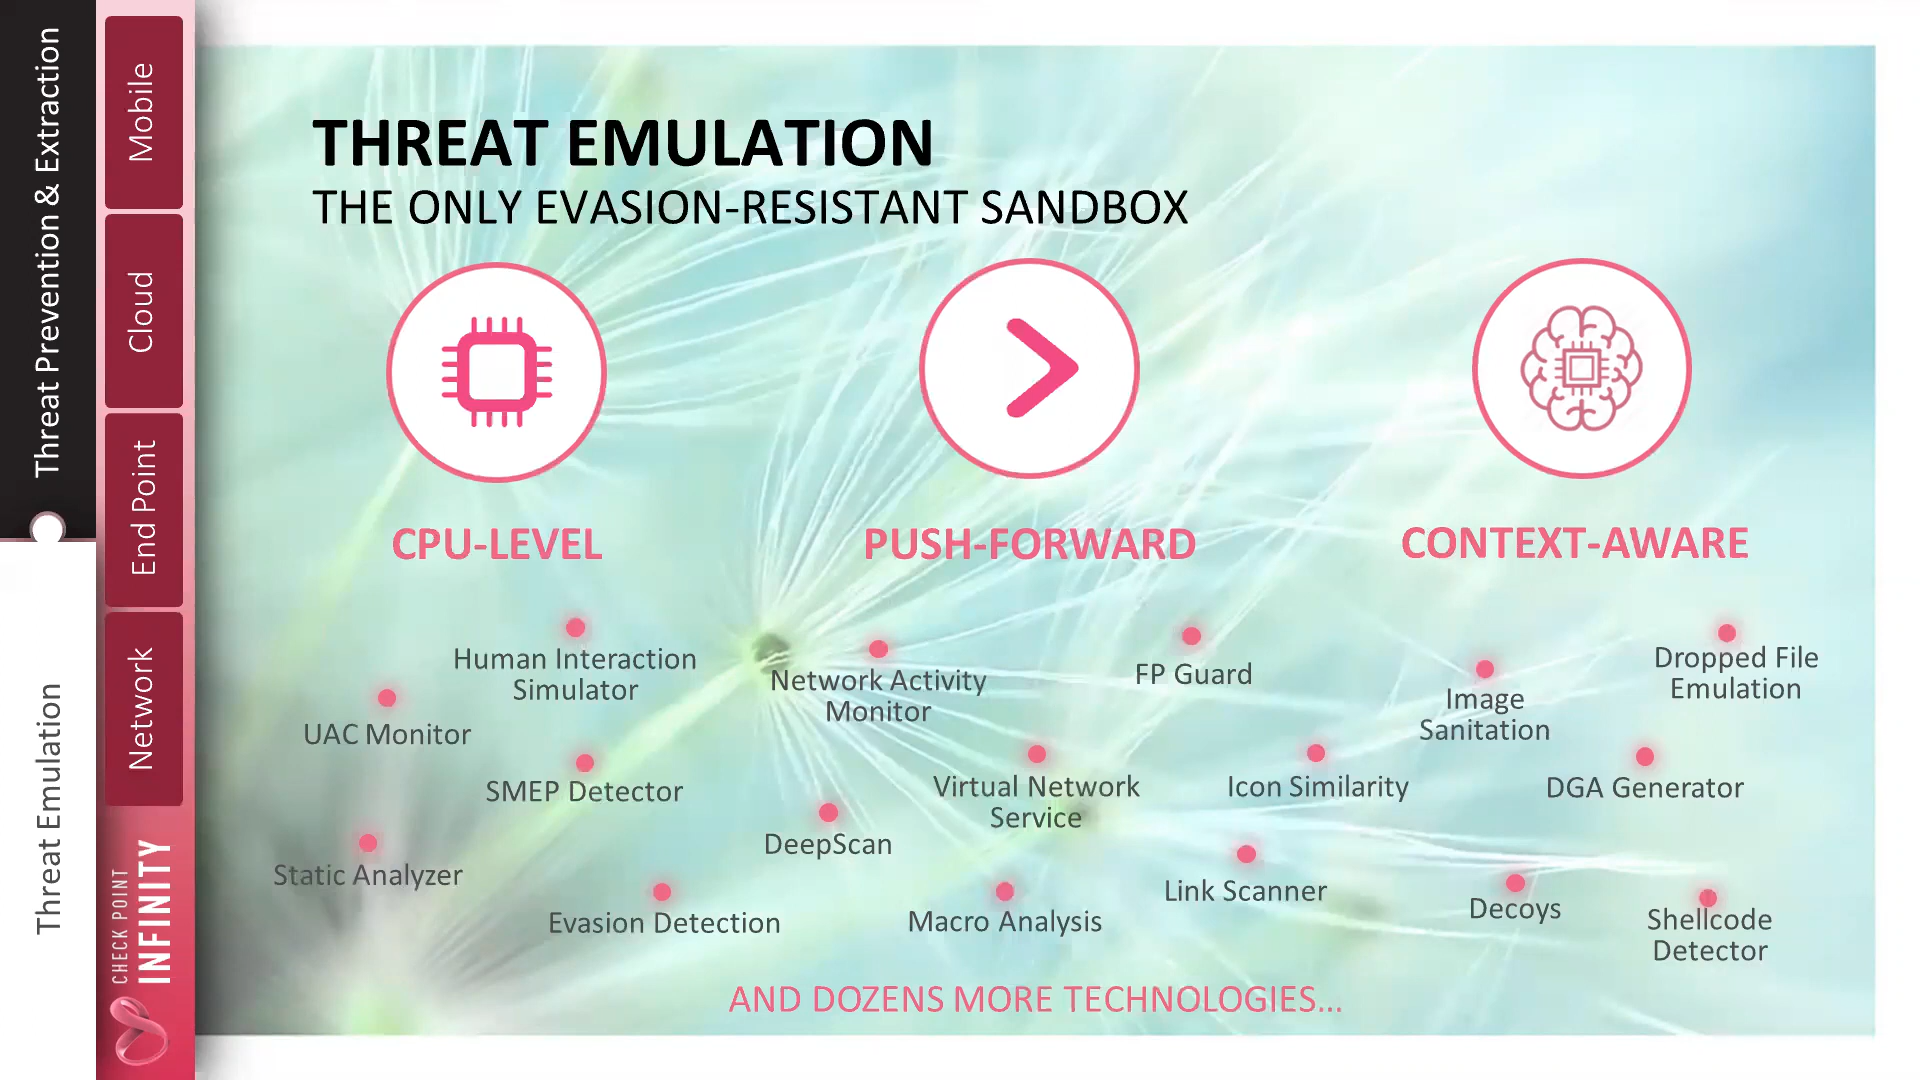 Threat Prevention & Extraction
Threat Emulation
Mobile
Cloud
End Point
Network
CHECK POINT
INFINITY
THREAT EMULATION
THE ONLY EVASION-RESISTANT SANDBOX
CPU-LEVEL
PUSH-FORWARD
CONTEXT-AWARE
Human Interaction
Simulator
UAC Monitor
SMEP Detector
Static Analyzer
Evasion Detection
Network Activity
Monitor
FP Guard
Virtual Network
Service
DeepScan
Macro Analysis
Icon Similarity
Link Scanner
Image
Sanitation
Dropped File
Emulation
DGA Generator
Decoys
Shellcode
Detector
AND DOZENS MORE TECHNOLOGIES...